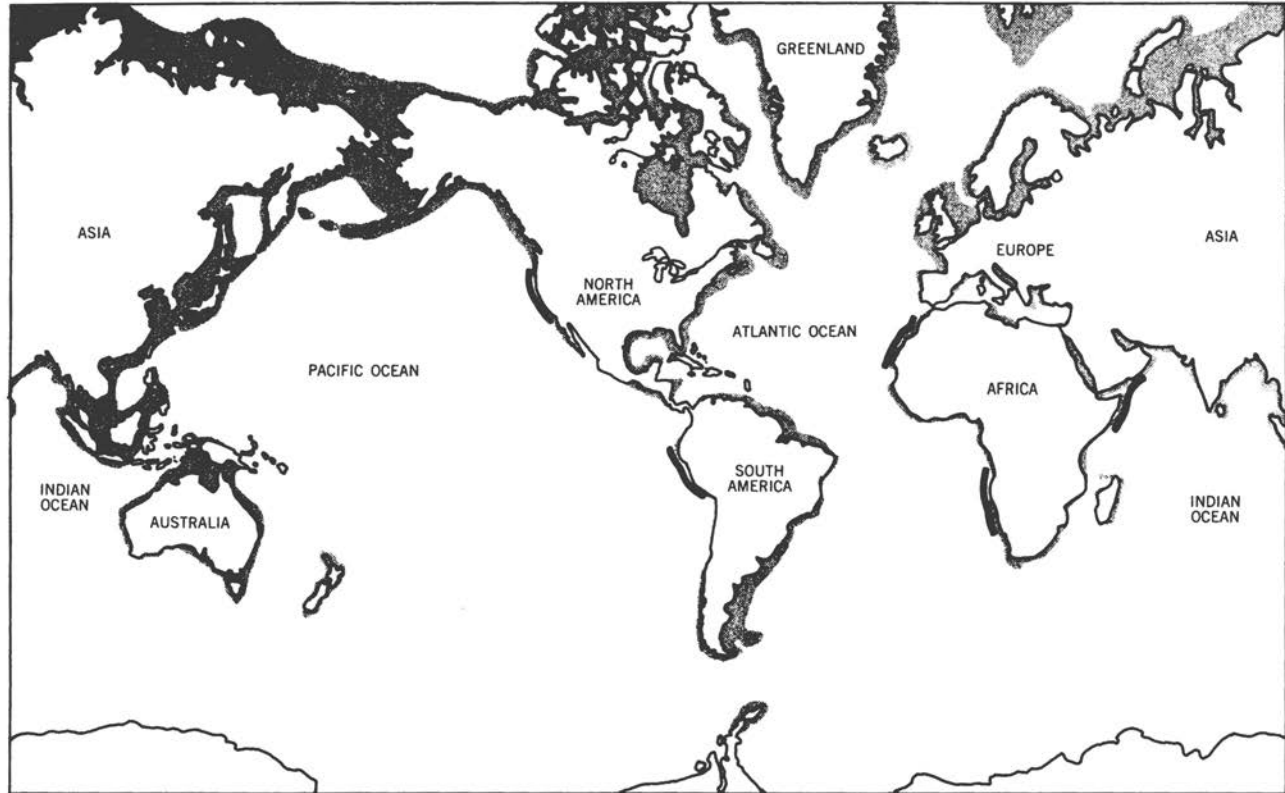 GREENLAND
ASIA
NORTH
AMERICA
EUROPE
ASIA
ATLANTIC OCEAN
PACIFIC OCEAN
AFRICA
INDIAN
OCEAN
AUSTRALIA
SOUTH
AMERICA
INDIAN
OCEAN